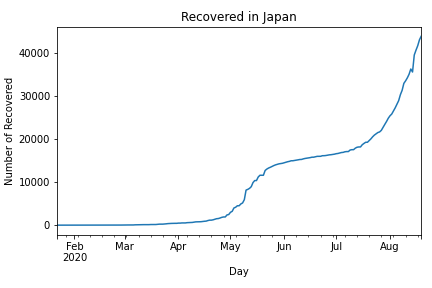 Recovered in Japan
Number of Recovered
40000
30000
20000
10000
0
Feb Mar Apr May Jun Jul Aug
2020
Day